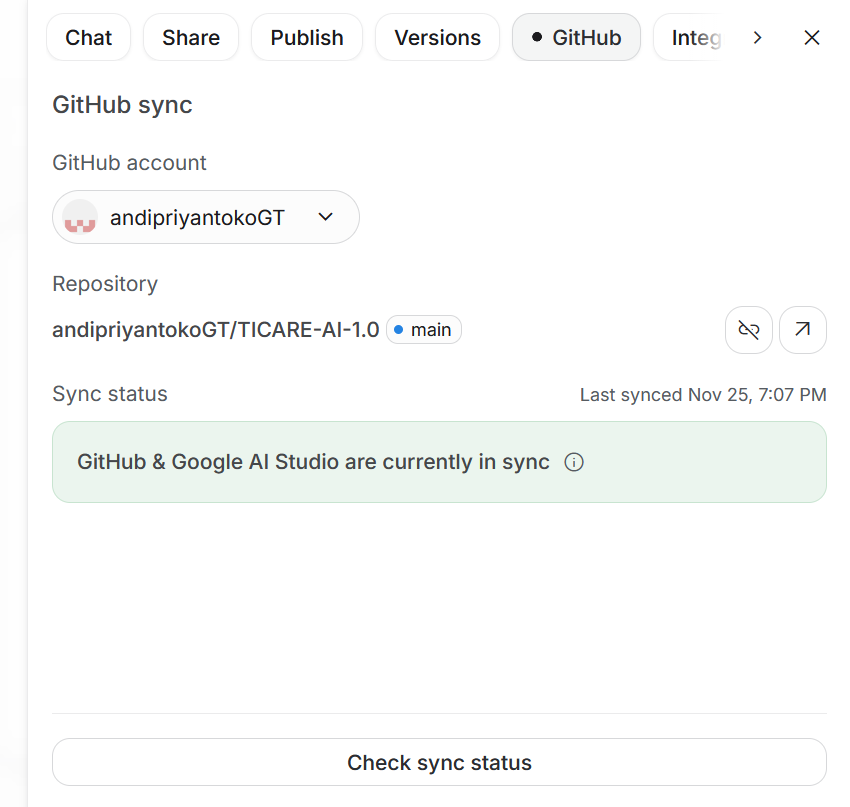 Chat Share Publish Versions GitHub Integ
GitHub sync
GitHub account
andipriyantokoGT
Repository
andipriyantokoGT/TICARE-AI-1.0 main
Sync status Last synced Nov 25, 7:07 PM
GitHub & Google AI Studio are currently in sync
Check sync status